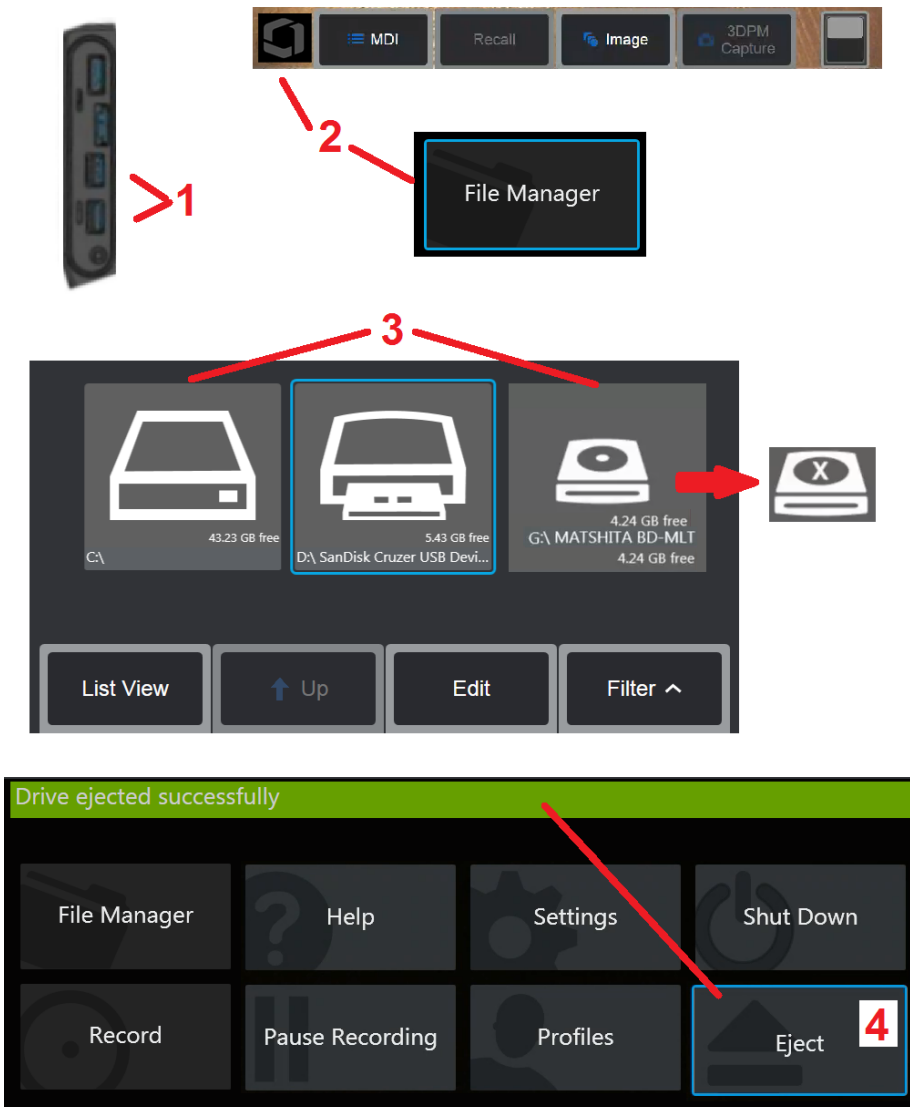 MDI
Recall
Image
3DPM
Capture
2
File Manager
1
3
43.23 GB free
C:\
5.43 GB free
D:\ SanDisk Cruzer USB Devi...
4.24 GB free
G:\ MATSHITA BD-MLT
4.24 GB free
X
List View
Up
Edit
Filter
Drive ejected successfully
File Manager
Help
Settings
Shut Down
Record
Pause Recording
Profiles
Eject
4